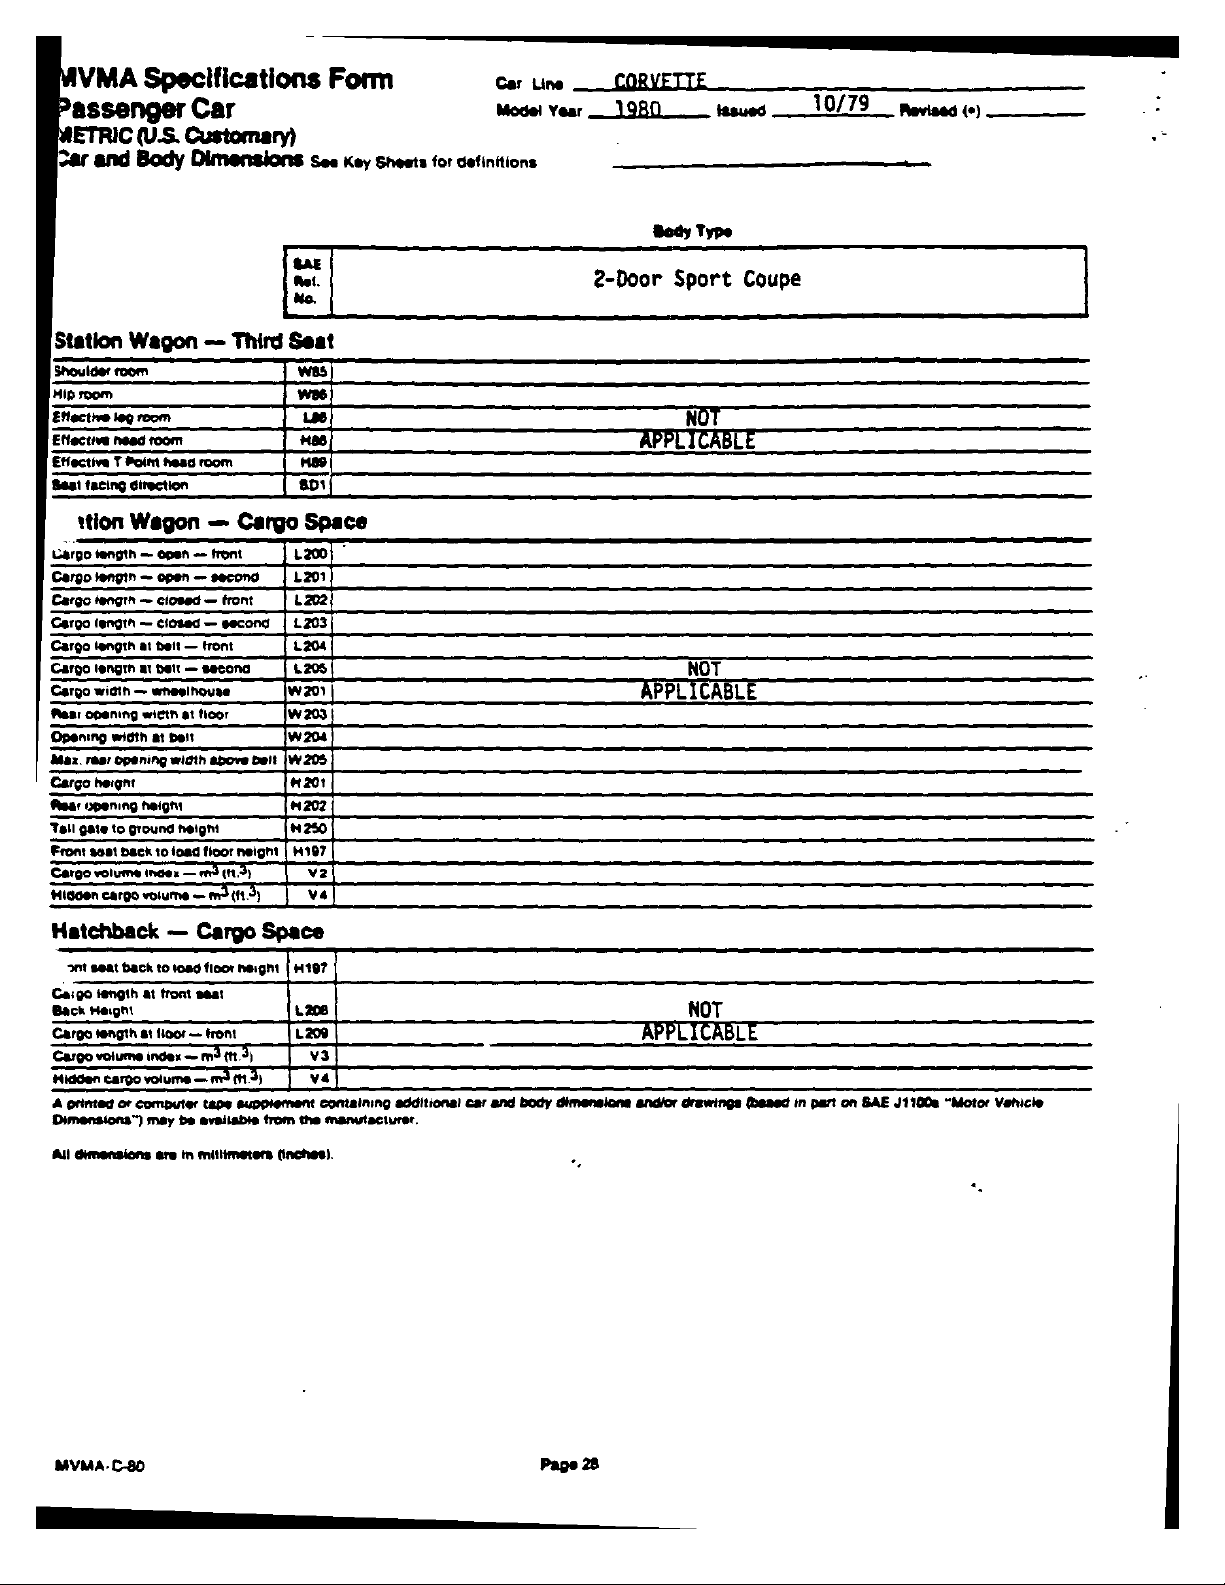 MVMA Specifications Form
Passenger Car
METRIC (U.S. Customary)
Car and Body Dimensions See Key Sheets for definitions
Car Line CORVETTE
Model Year 1980 Issued 10/79 Revised (•)
Body Type
SAE
Ref.
No.
2-Door Sport Coupe
Station Wagon — Third Seat
Shoulder room W85
Hip room W86
Effective leg room L86 NOT
Effective head room H86 APPLICABLE
Effective T Point head room H89
Seat facing direction SD1
tion Wagon — Cargo Space
Cargo length — open — front L200
Cargo length — open — second L201
Cargo length — closed — front L202
Cargo length — closed — second L203
Cargo length at belt — front L204
Cargo length at belt — second L205 NOT
Cargo width — wheelhouse W201 APPLICABLE
Rear opening width at floor W203
Opening width at belt W204
Max. rear opening width above belt W205
Cargo height H201
Rear opening height H202
Tail gate to ground height H250
Front seat back to load floor height H197
Cargo volume index — m³ (ft.³) V2
Hidden cargo volume — m³ (ft.³) V4
Hatchback — Cargo Space
ont seat back to load floor height H197
Cargo length at front seat
Back Height L208 NOT
Cargo length at floor — front L209 APPLICABLE
Cargo volume index — m³ (ft.³) V3
Hidden cargo volume — m³ (ft.³) V4
A printed or computer tape supplement containing additional car and body dimensions and/or drawings (based in part on SAE J1100a "Motor Vehicle
Dimensions") may be available from the manufacturer.
All dimensions are in millimeters (inches).
MVMA-C-80 Page 28